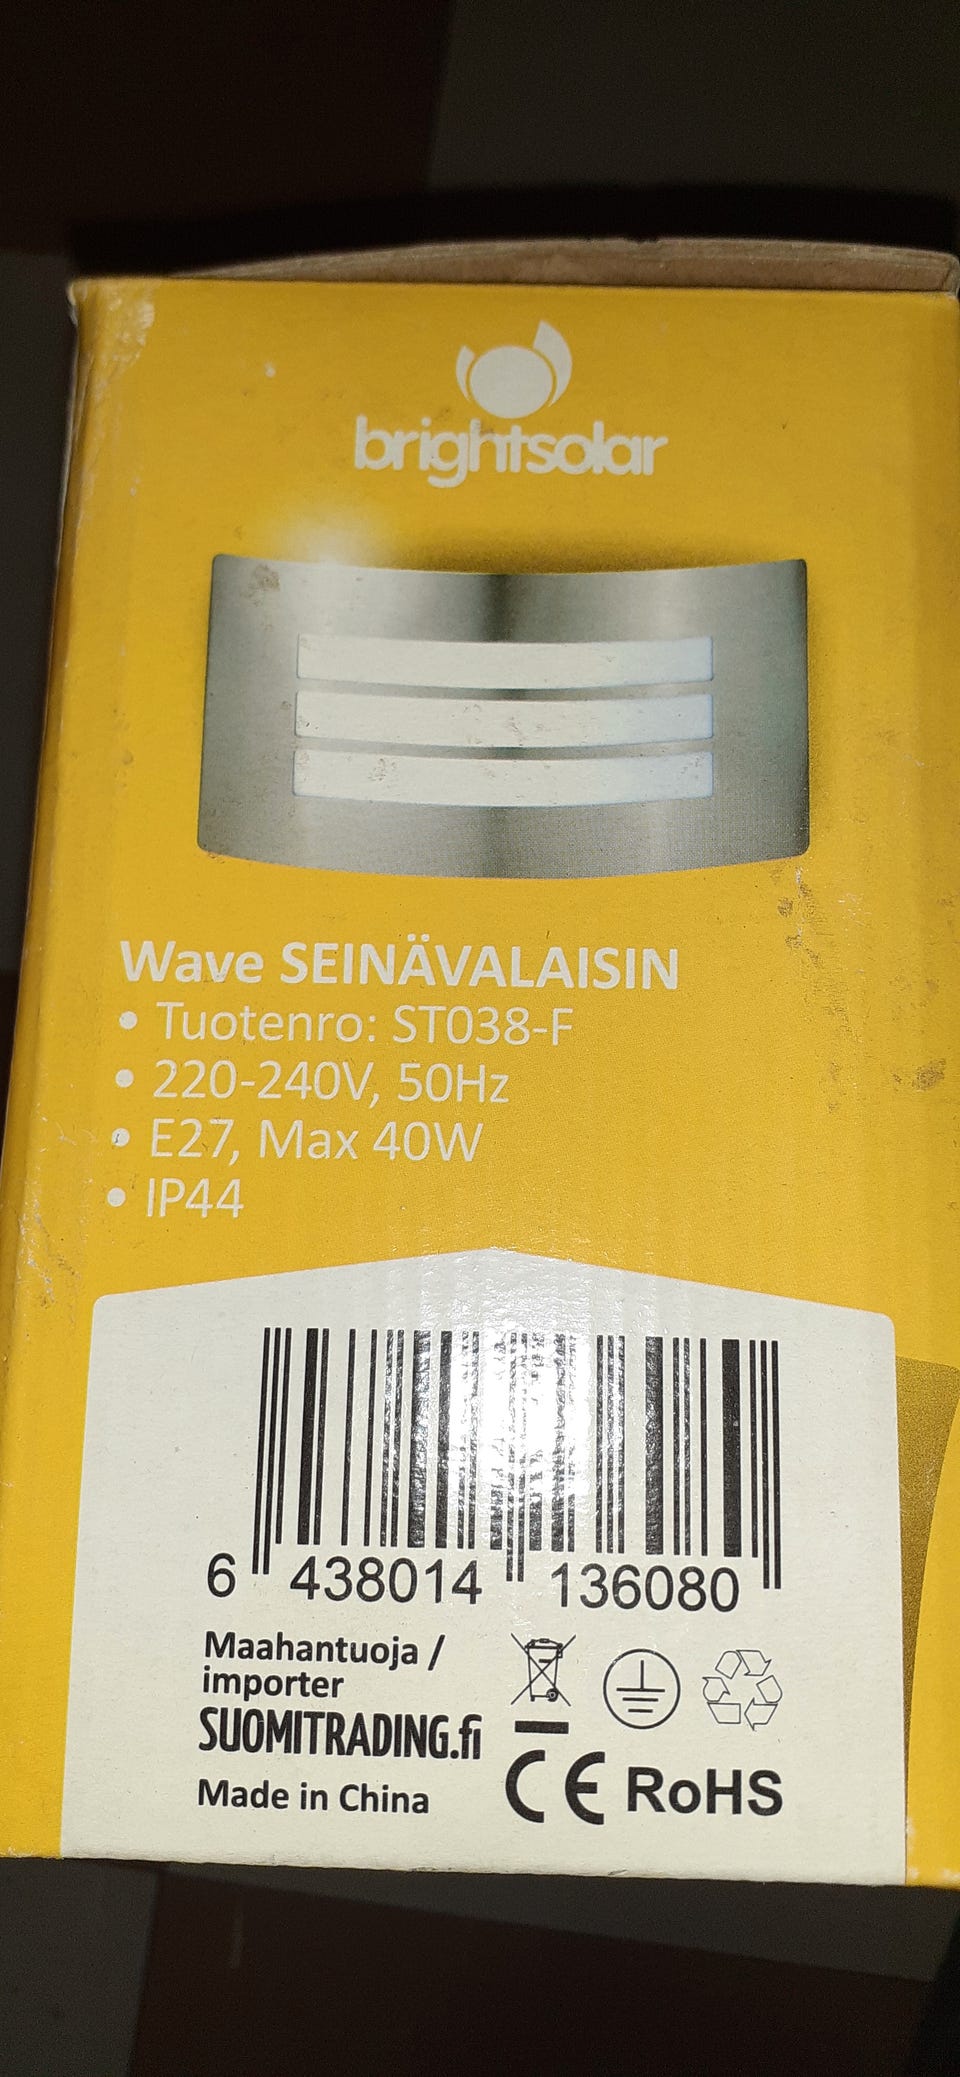 brightsolar
Wave SEINÄVALAISIN
• Tuotenro: ST038-F
• 220-240V, 50Hz
• E27, Max 40W
• IP44
6 438014 136080
Maahantuoja /
importer
SUOMITRADING.fi
Made in China
CE RoHS